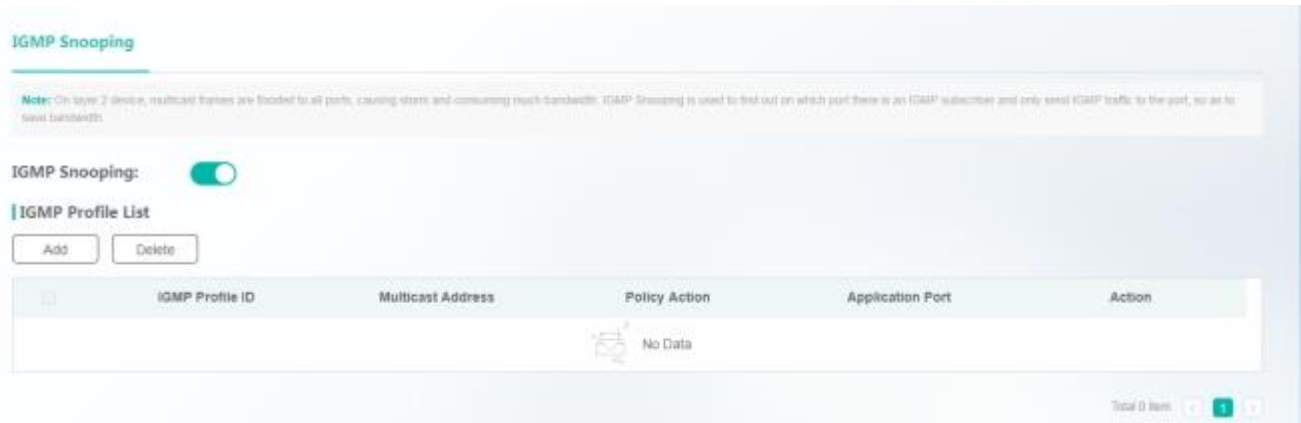 IGMP Snooping
Note: On layer 2 device, multicast frames are flooded to all ports, causing storm and consuming much bandwidth. IGMP Snooping is used to find out on which port there is an IGMP subscriber and only send IGMP traffic to the port, so as to
save bandwidth.
IGMP Snooping:
IGMP Profile List
Add Delete
IGMP Profile ID Multicast Address Policy Action Application Port Action
No Data
Total 0 item 1